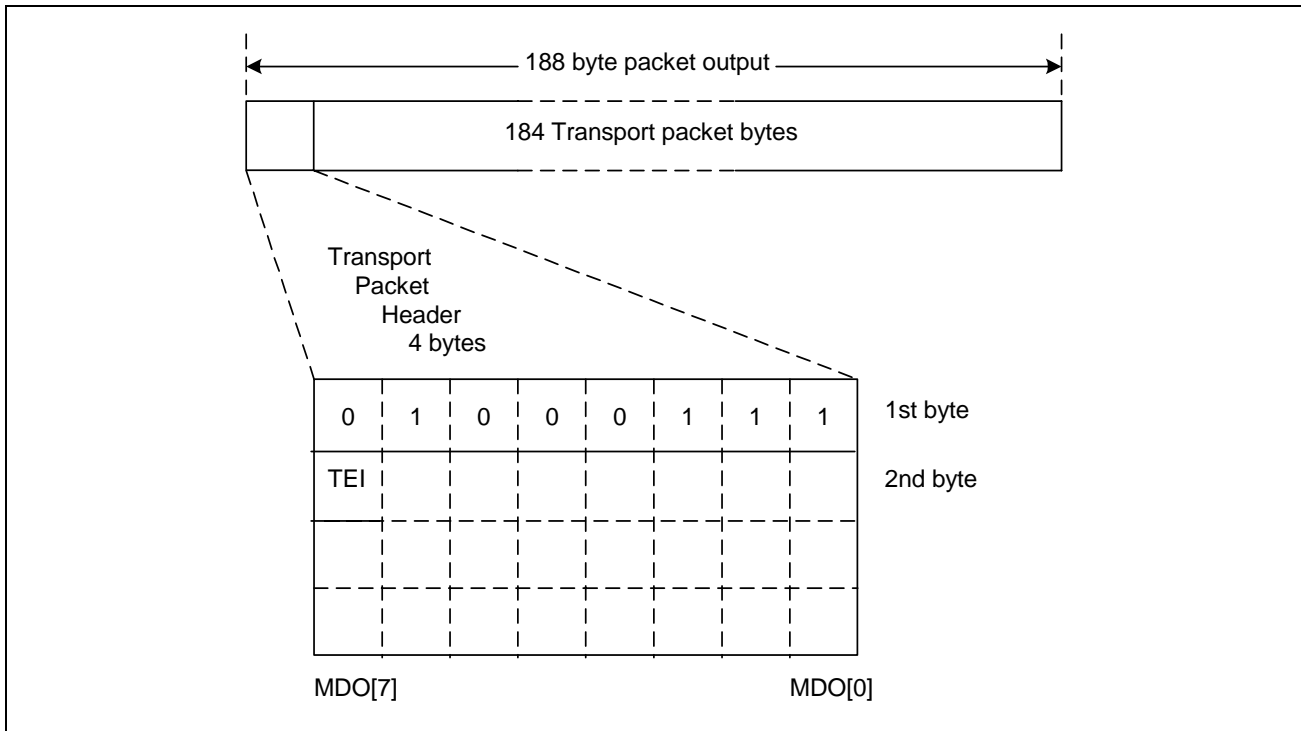 188 byte packet output
184 Transport packet bytes
Transport
Packet
Header
4 bytes
0 1 0 0 0 1 1 1 1st byte
TEI 2nd byte
MDO[7] MDO[0]